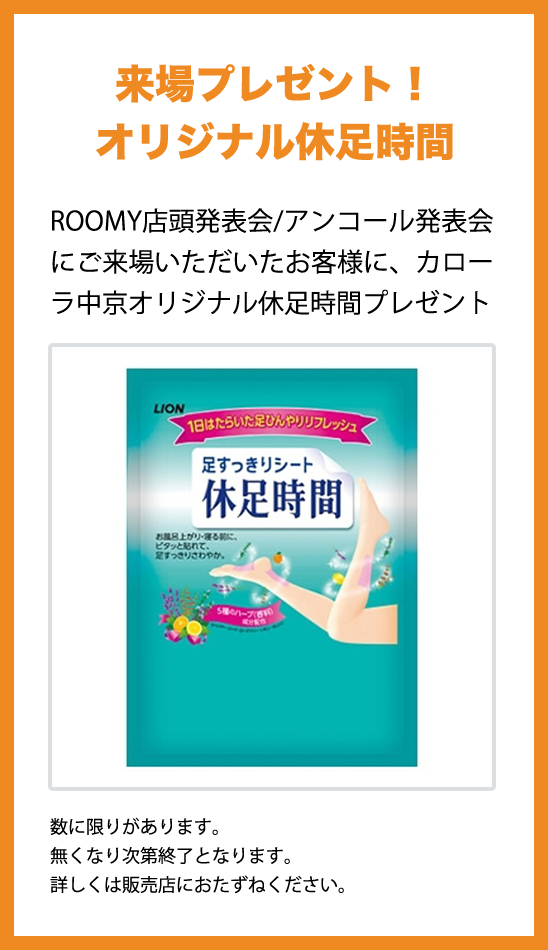 来場プレゼント！
オリジナル休足時間
ROOMY店頭発表会/アンコール発表会
にご来場いただいたお客様に、カロー
ラ中京オリジナル休足時間プレゼント
LION
1日はたらいた足ひんやりリフレッシュ
足すっきりシート
休足時間
お風呂上がり・寝る前に、
ピタッと貼れて、
足すっきりさわやか。
5種のハーブ(香料)
成分配合
数に限りがあります。
無くなり次第終了となります。
詳しくは販売店におたずねください。